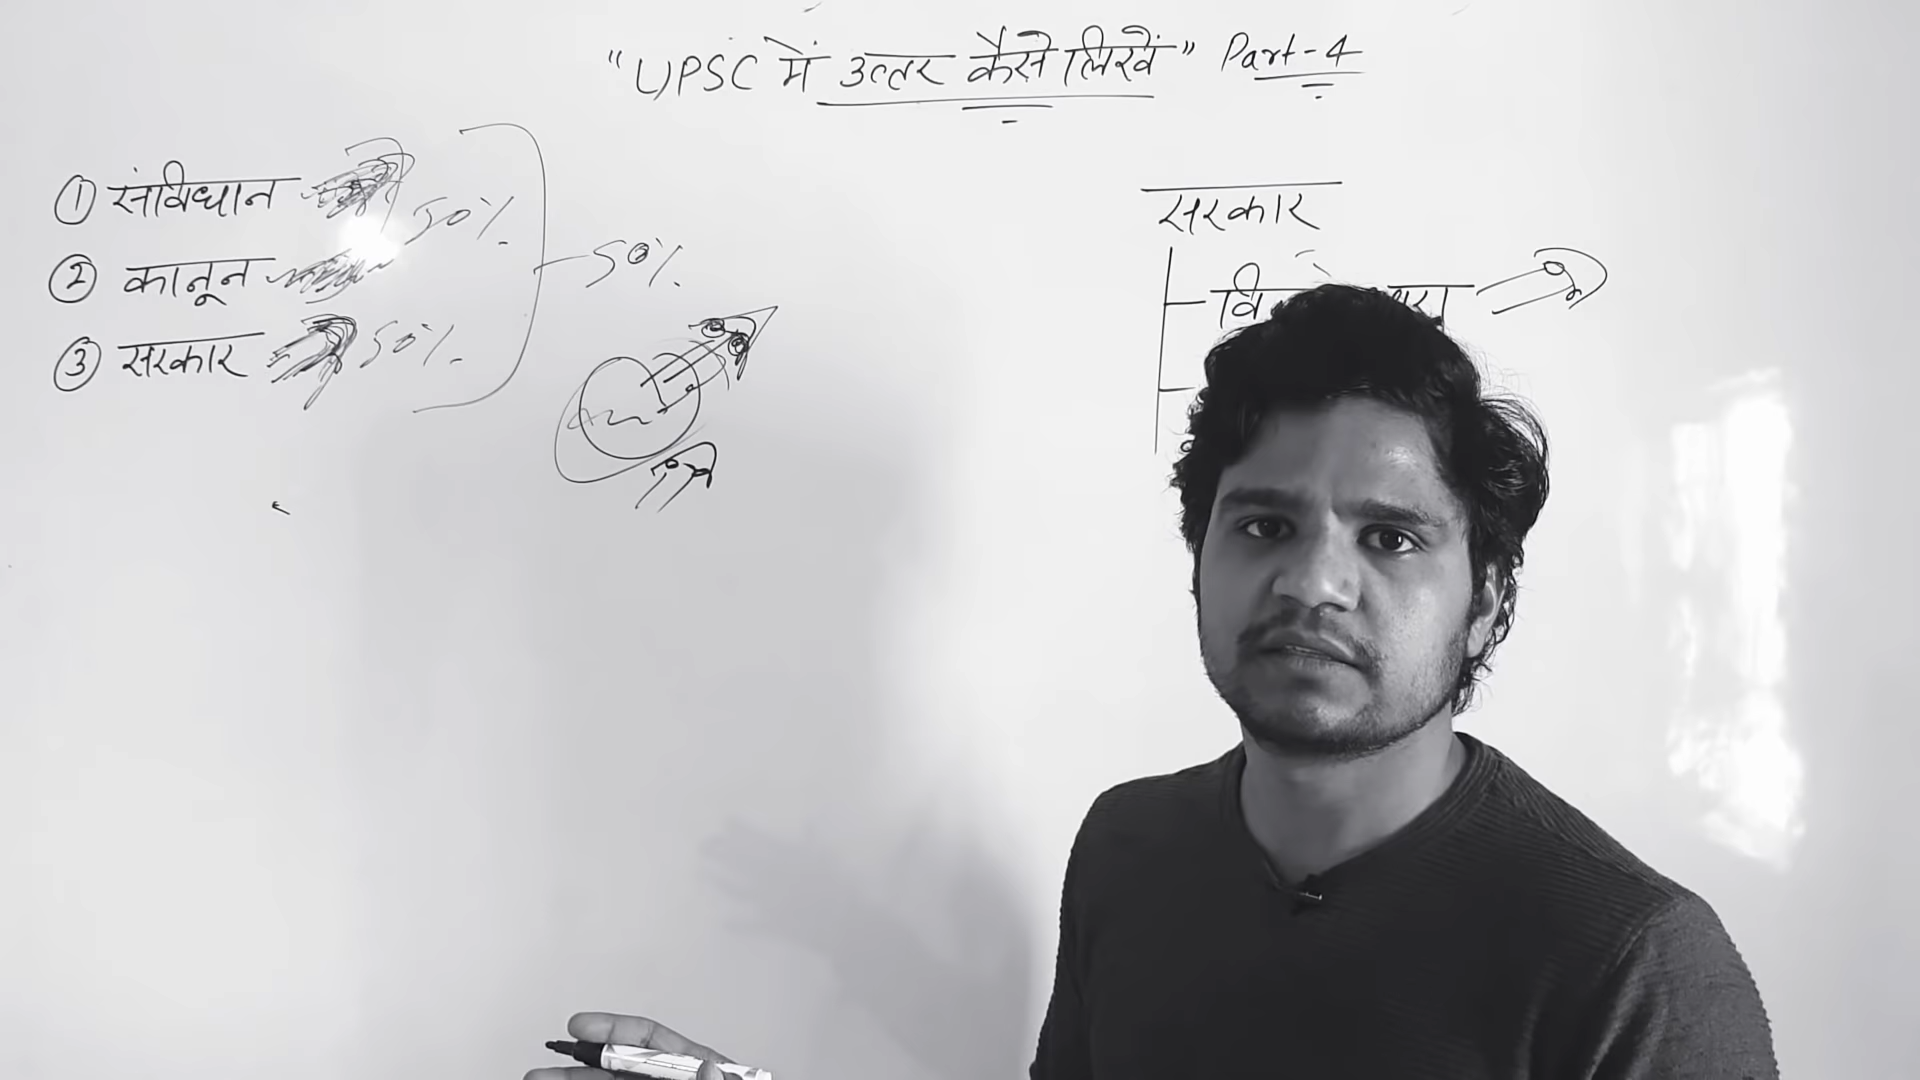 "UPSC में उत्तर कैसे लिखें" Part-4
① संविधान 50%.
② कानून
③ सरकार 50%.
50%.
सरकार